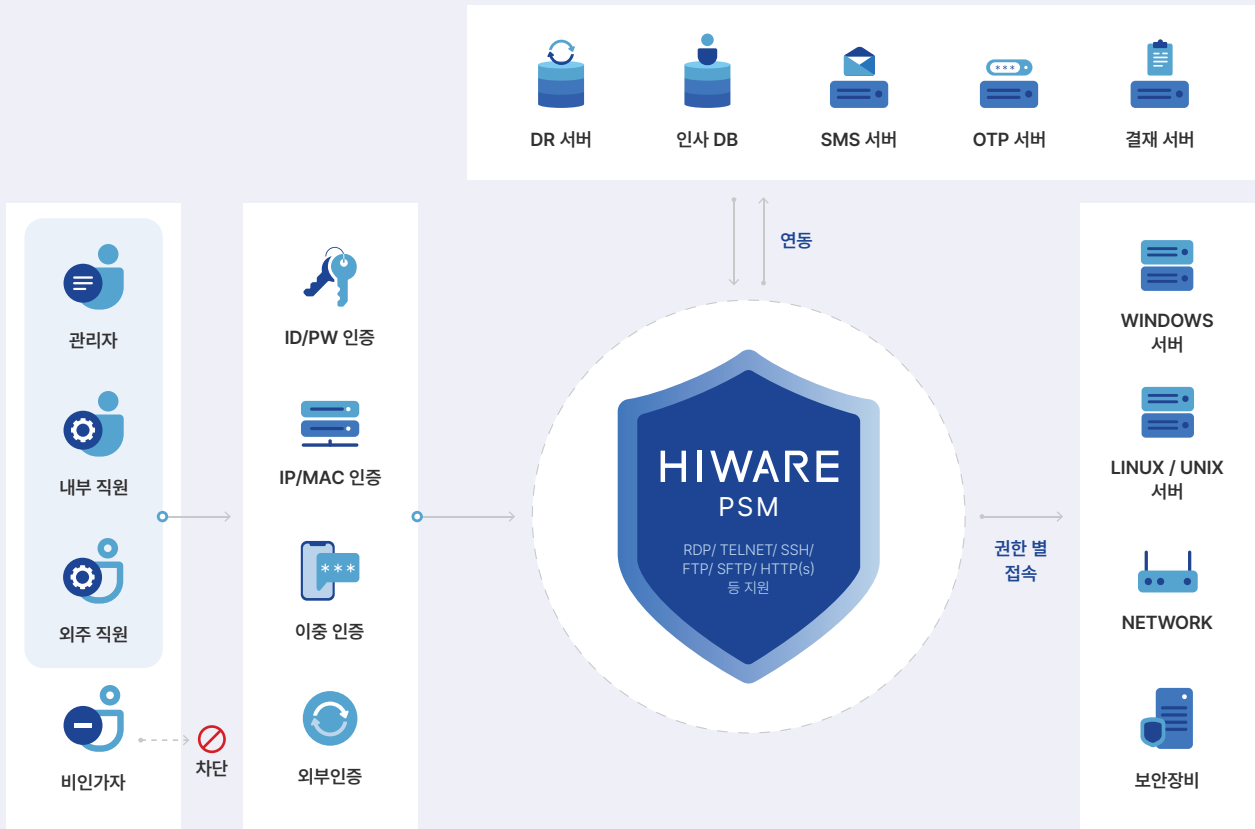 DR 서버
인사 DB
SMS 서버
OTP 서버
결재 서버
연동
관리자
내부 직원
외주 직원
비인가자
차단
ID/PW 인증
IP/MAC 인증
***
이중 인증
외부인증
HIWARE
PSM
RDP/ TELNET/ SSH/
FTP/ SFTP/ HTTP(s)
등 지원
권한 별
접속
WINDOWS
서버
LINUX / UNIX
서버
NETWORK
보안장비